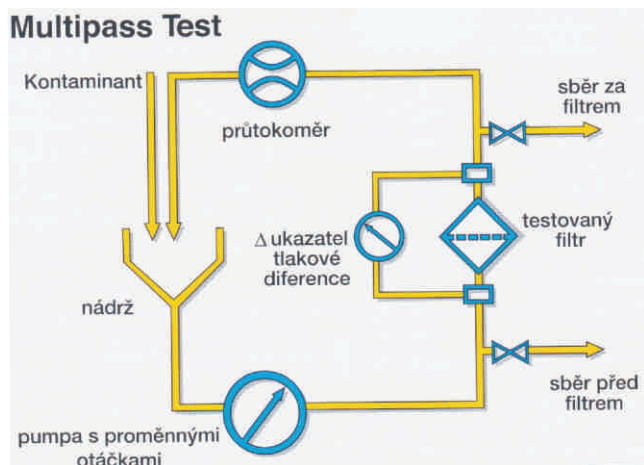 Multipass Test
Kontaminant
průtokoměr
sběr za
filtrem
Δ ukazatel
tlakové
diference
testovaný
filtr
nádrž
sběr před
filtrem
pumpa s proměnnými
otáčkami